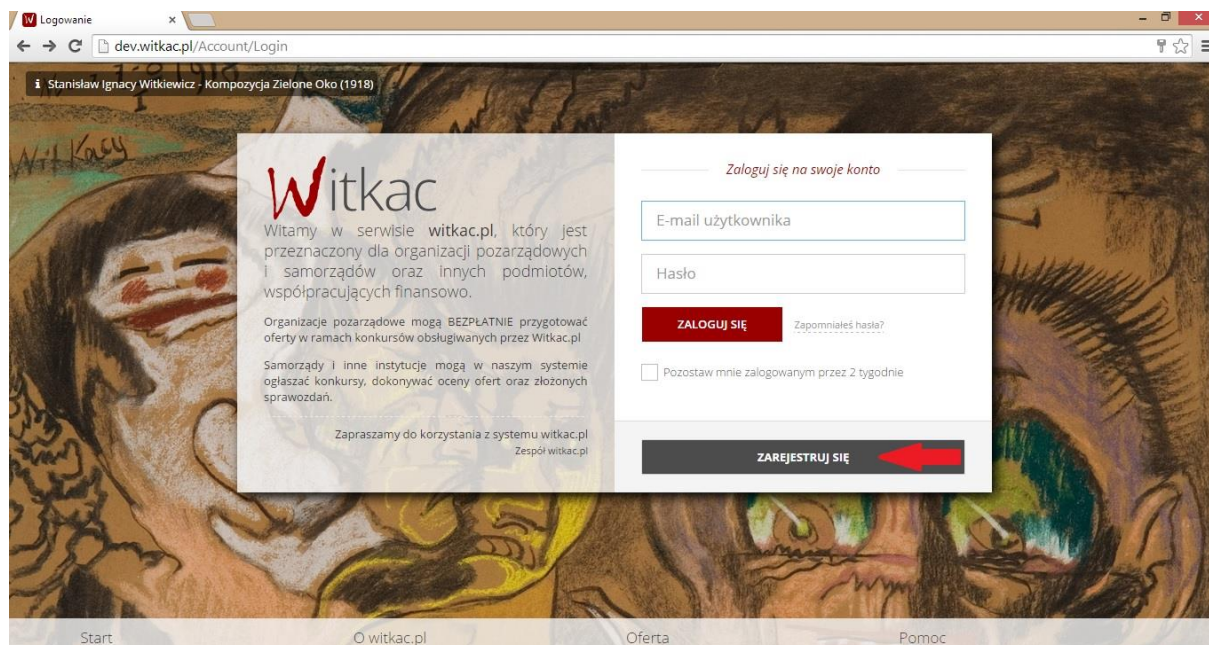 Logowanie
dev.witkac.pl/Account/Login
Stanisław Ignacy Witkiewicz - Kompozycja Zielone Oko (1918)
Wit Kacy
Witkac
Witamy w serwisie witkac.pl, który jest
przeznaczony dla organizacji pozarządowych
i samorządów oraz innych podmiotów,
współpracujących finansowo.
Organizacje pozarządowe mogą BEZPŁATNIE przygotować
oferty w ramach konkursów obsługiwanych przez Witkac.pl
Samorządy i inne instytucje mogą w naszym systemie
ogłaszać konkursy, dokonywać oceny ofert oraz złożonych
sprawozdań.
Zapraszamy do korzystania z systemu witkac.pl
Zespół witkac.pl
Zaloguj się na swoje konto
E-mail użytkownika
Hasło
ZALOGUJ SIĘ
Zapomniałeś hasła?
Pozostaw mnie zalogowanym przez 2 tygodnie
ZAREJESTRUJ SIĘ
Start O witkac.pl Oferta Pomoc